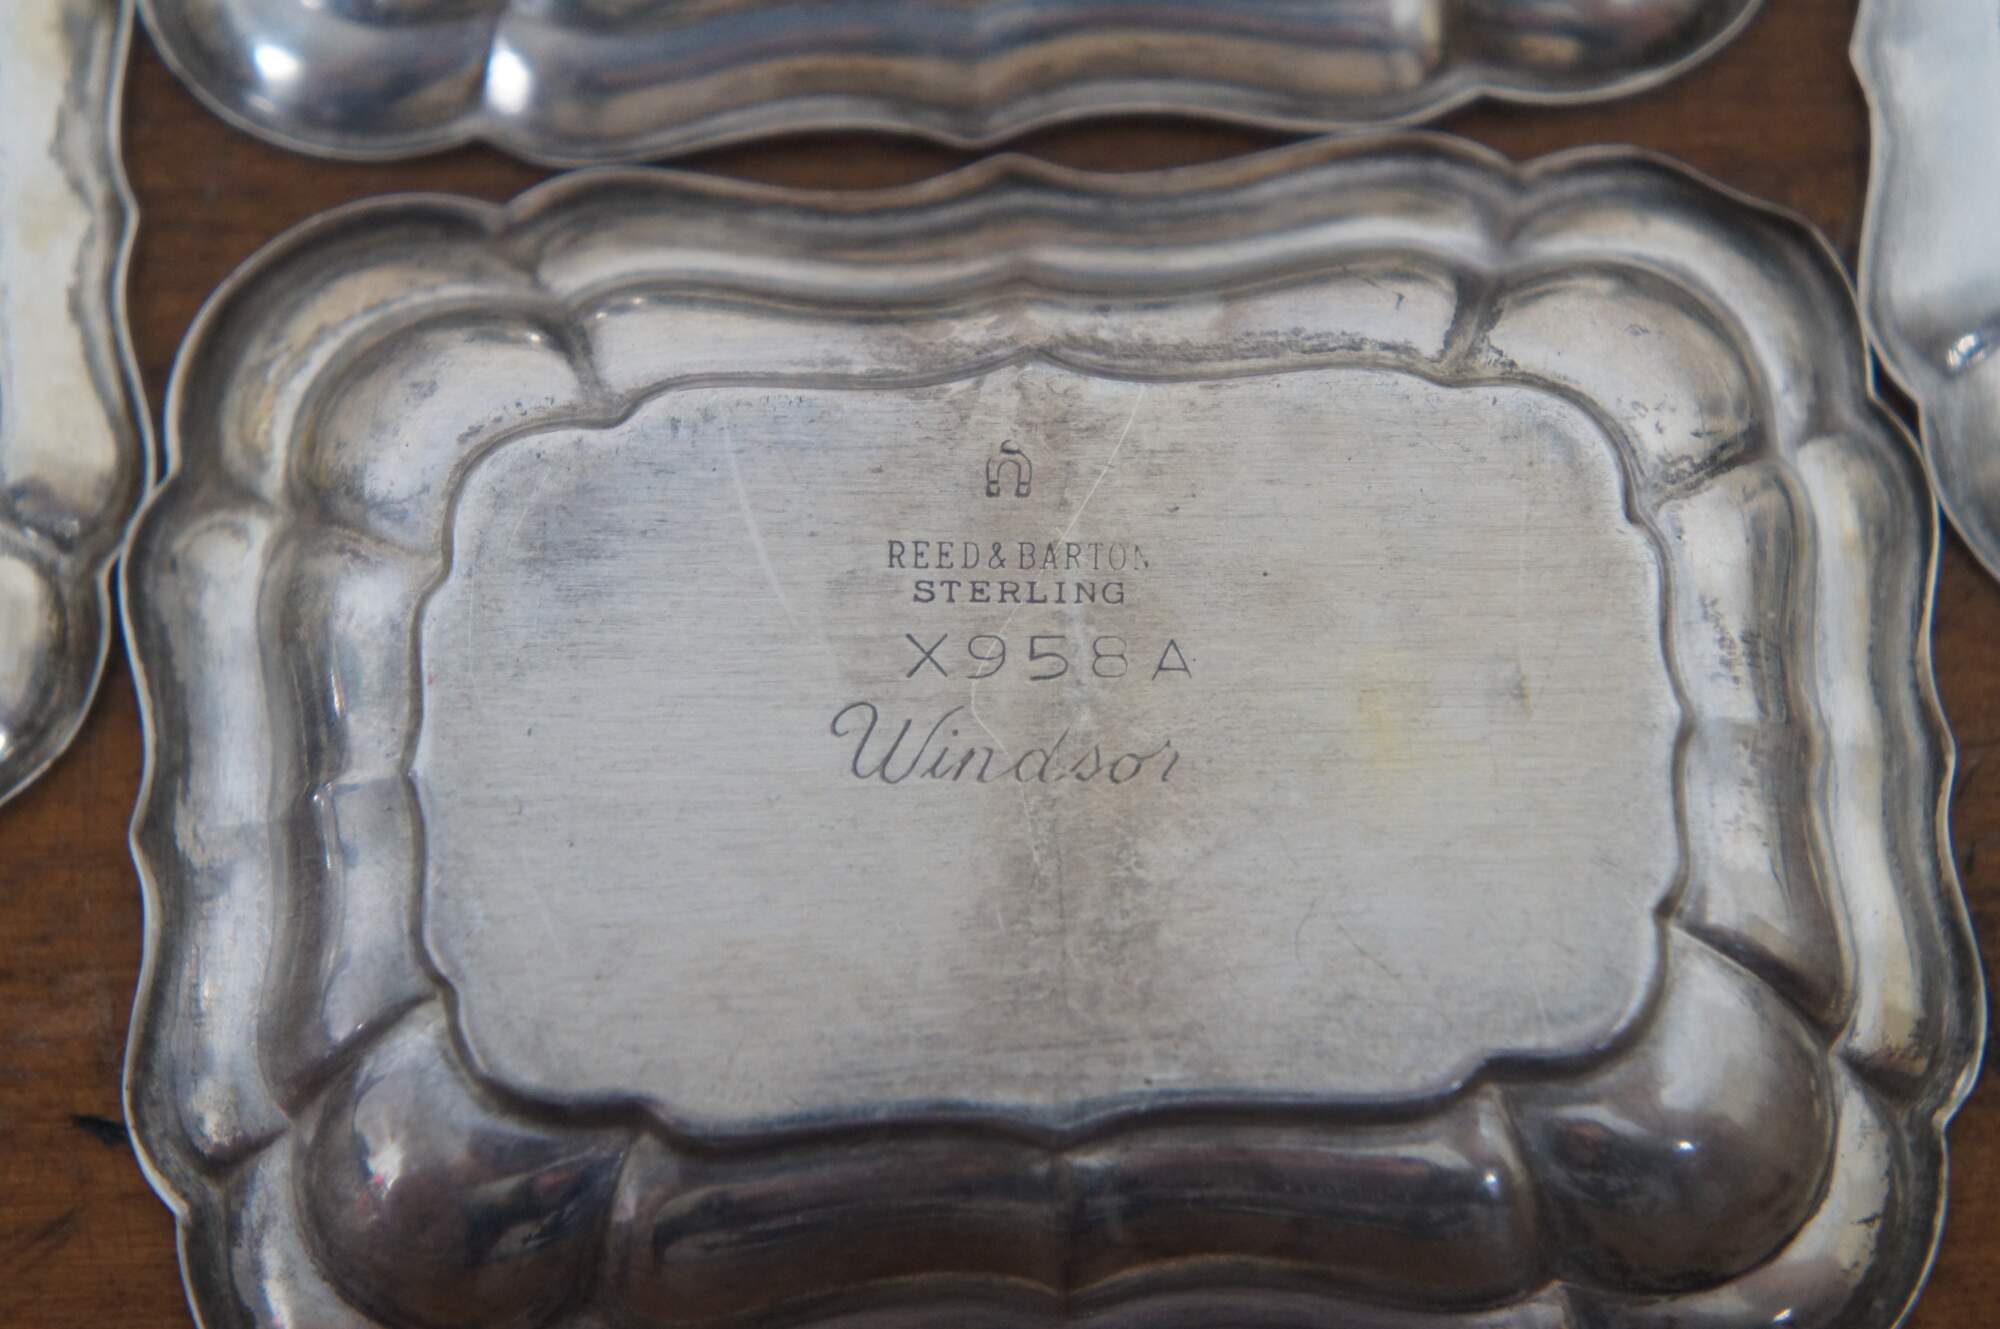 REED & BARTON
STERLING
X958A
Windsor